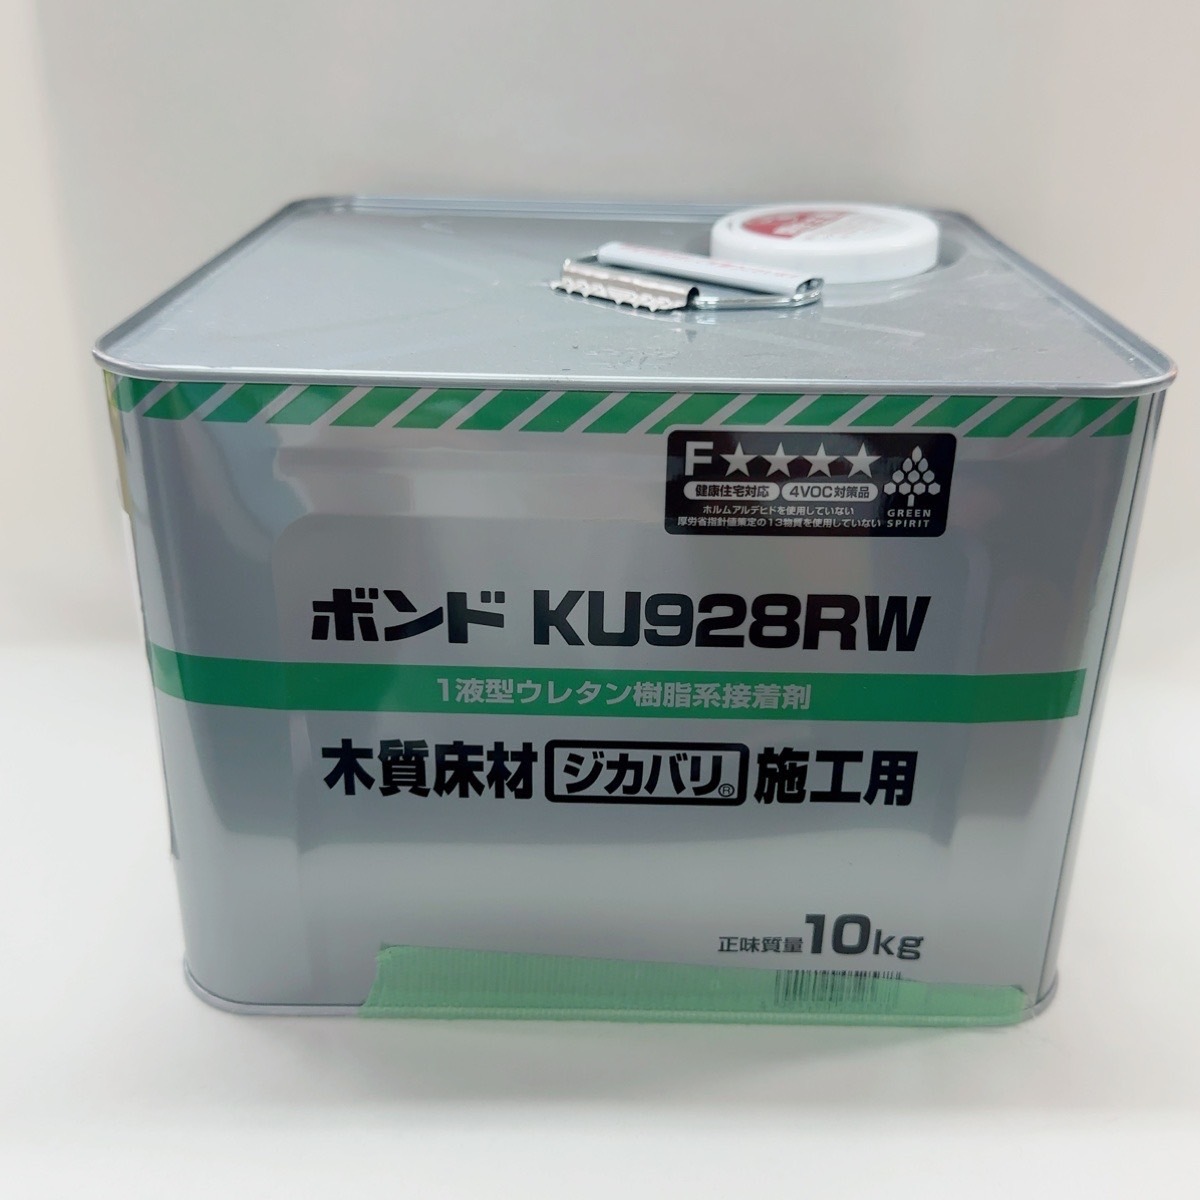 F★★★★
健康住宅対応 4VOC対策品
ホルムアルデヒドを使用していない
厚労省指針値策定の13物質を使用していない
GREEN
SPIRIT
ボンド KU928RW
1液型ウレタン樹脂系接着剤
木質床材ジカバリ®施工用
正味質量10kg